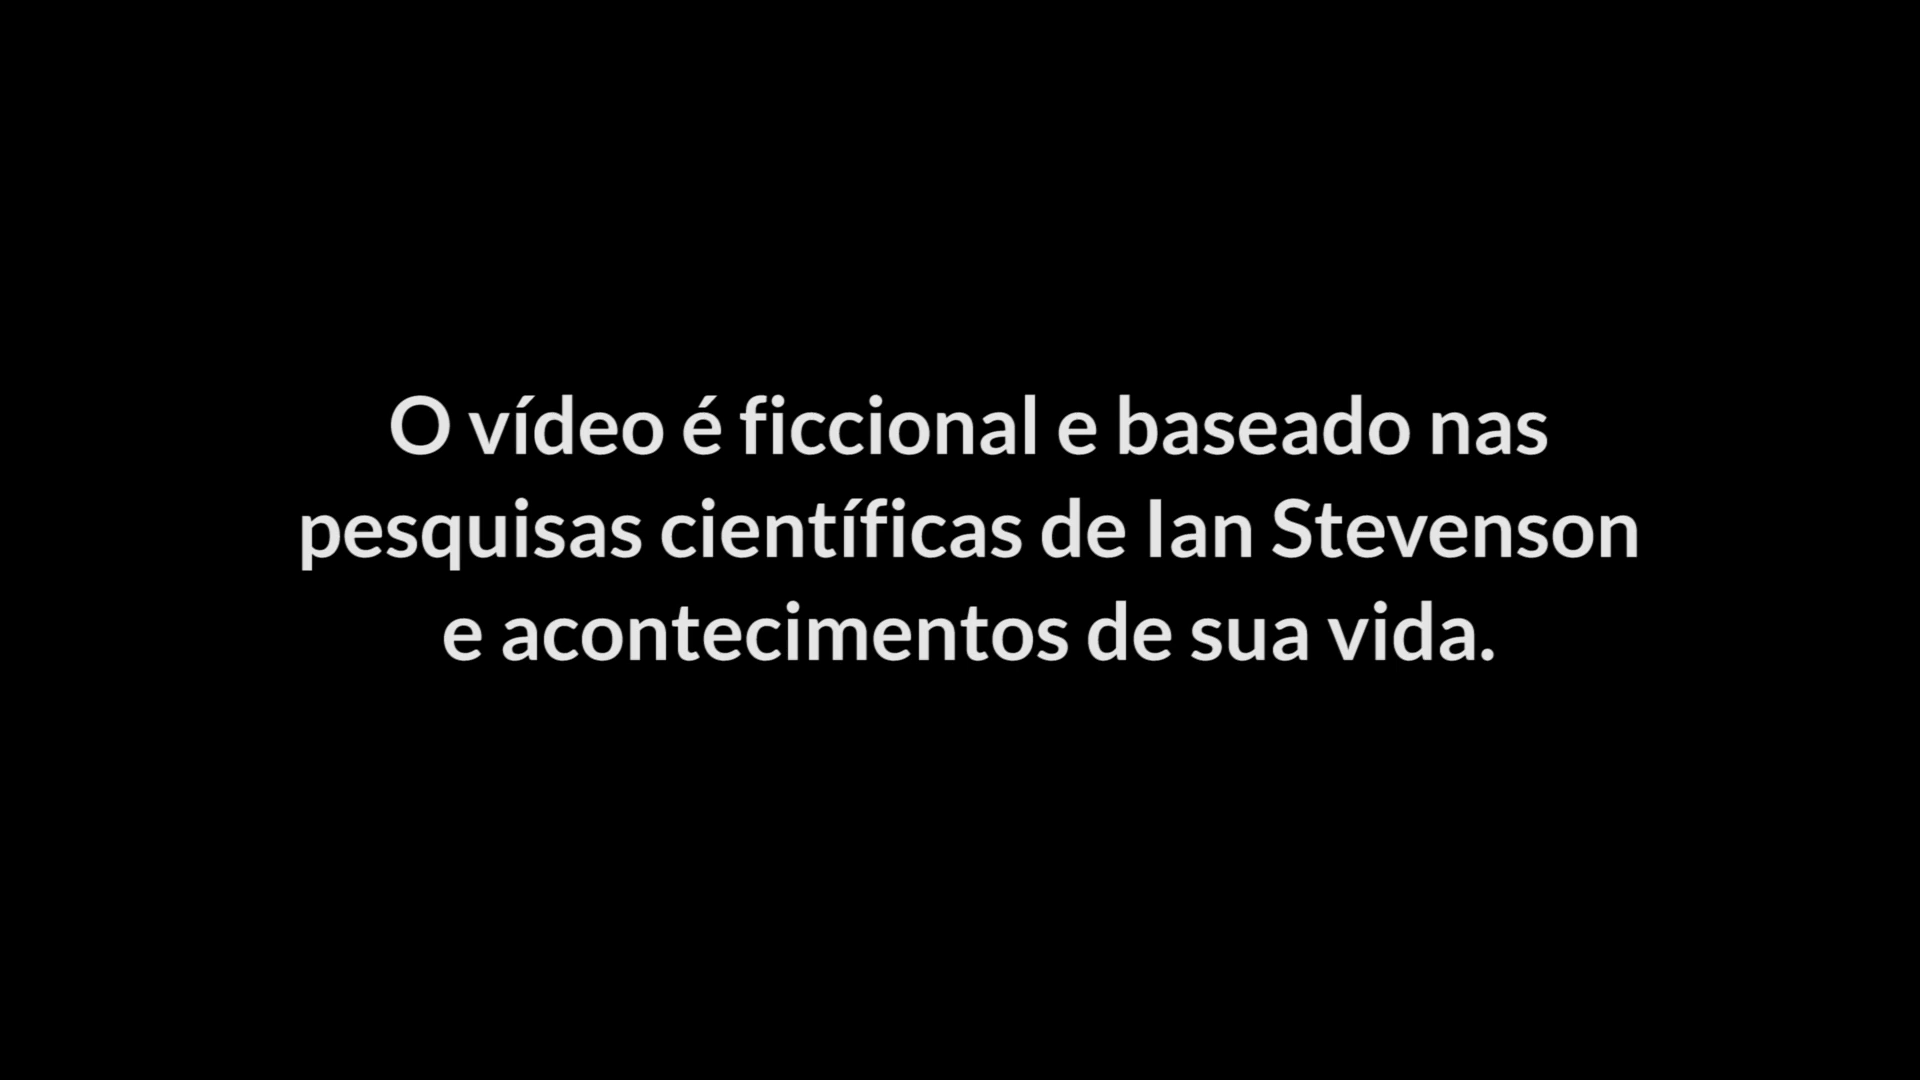 O vídeo é ficcional e baseado nas
pesquisas científicas de Ian Stevenson
e acontecimentos de sua vida.